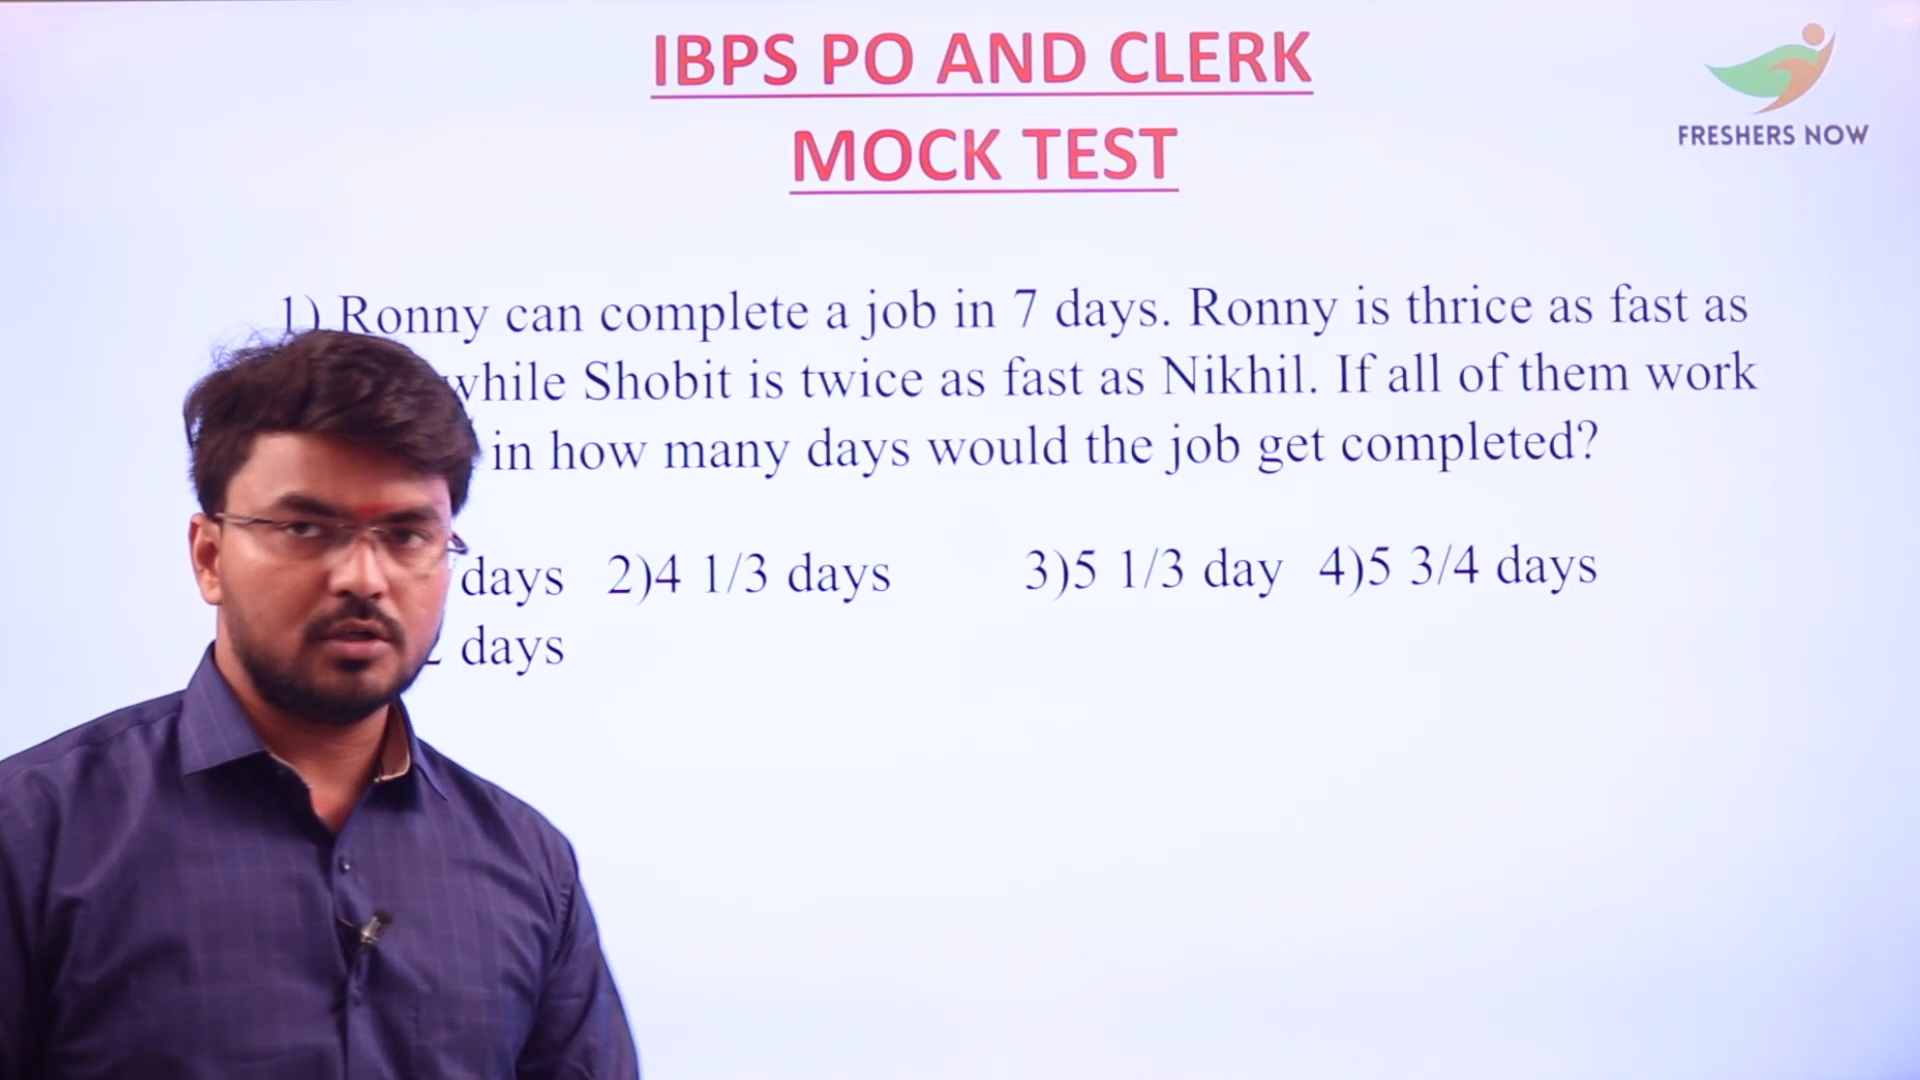 IBPS PO AND CLERK
MOCK TEST
FRESHERS NOW
1) Ronny can complete a job in 7 days. Ronny is thrice as fast as
while Shobit is twice as fast as Nikhil. If all of them work
in how many days would the job get completed?
days 2)4 1/3 days 3)5 1/3 day 4)5 3/4 days
days